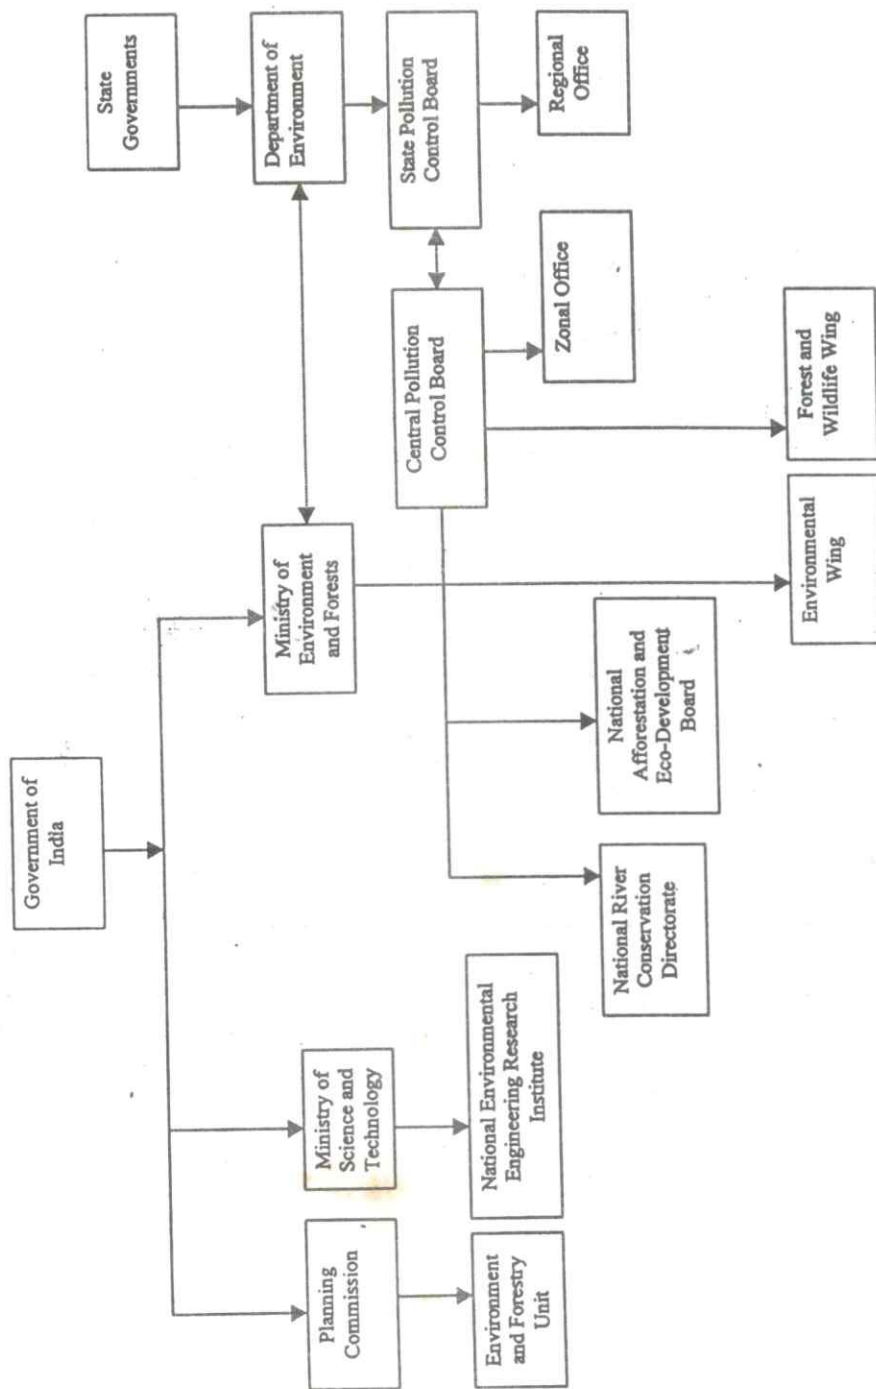 Government of
India
State
Governments
Planning
Commission
Ministry of
Science and
Technology
Ministry of
Environment
and Forests
Department of
Environment
Environment
and Forestry
Unit
National Environmental
Engineering Research
Institute
Central Pollution
Control Board
State Pollution
Control Board
National River
Conservation
Directorate
National
Afforestation and
Eco-Development
Board
Zonal Office
Regional
Office
Environmental
Wing
Forest and
Wildlife Wing